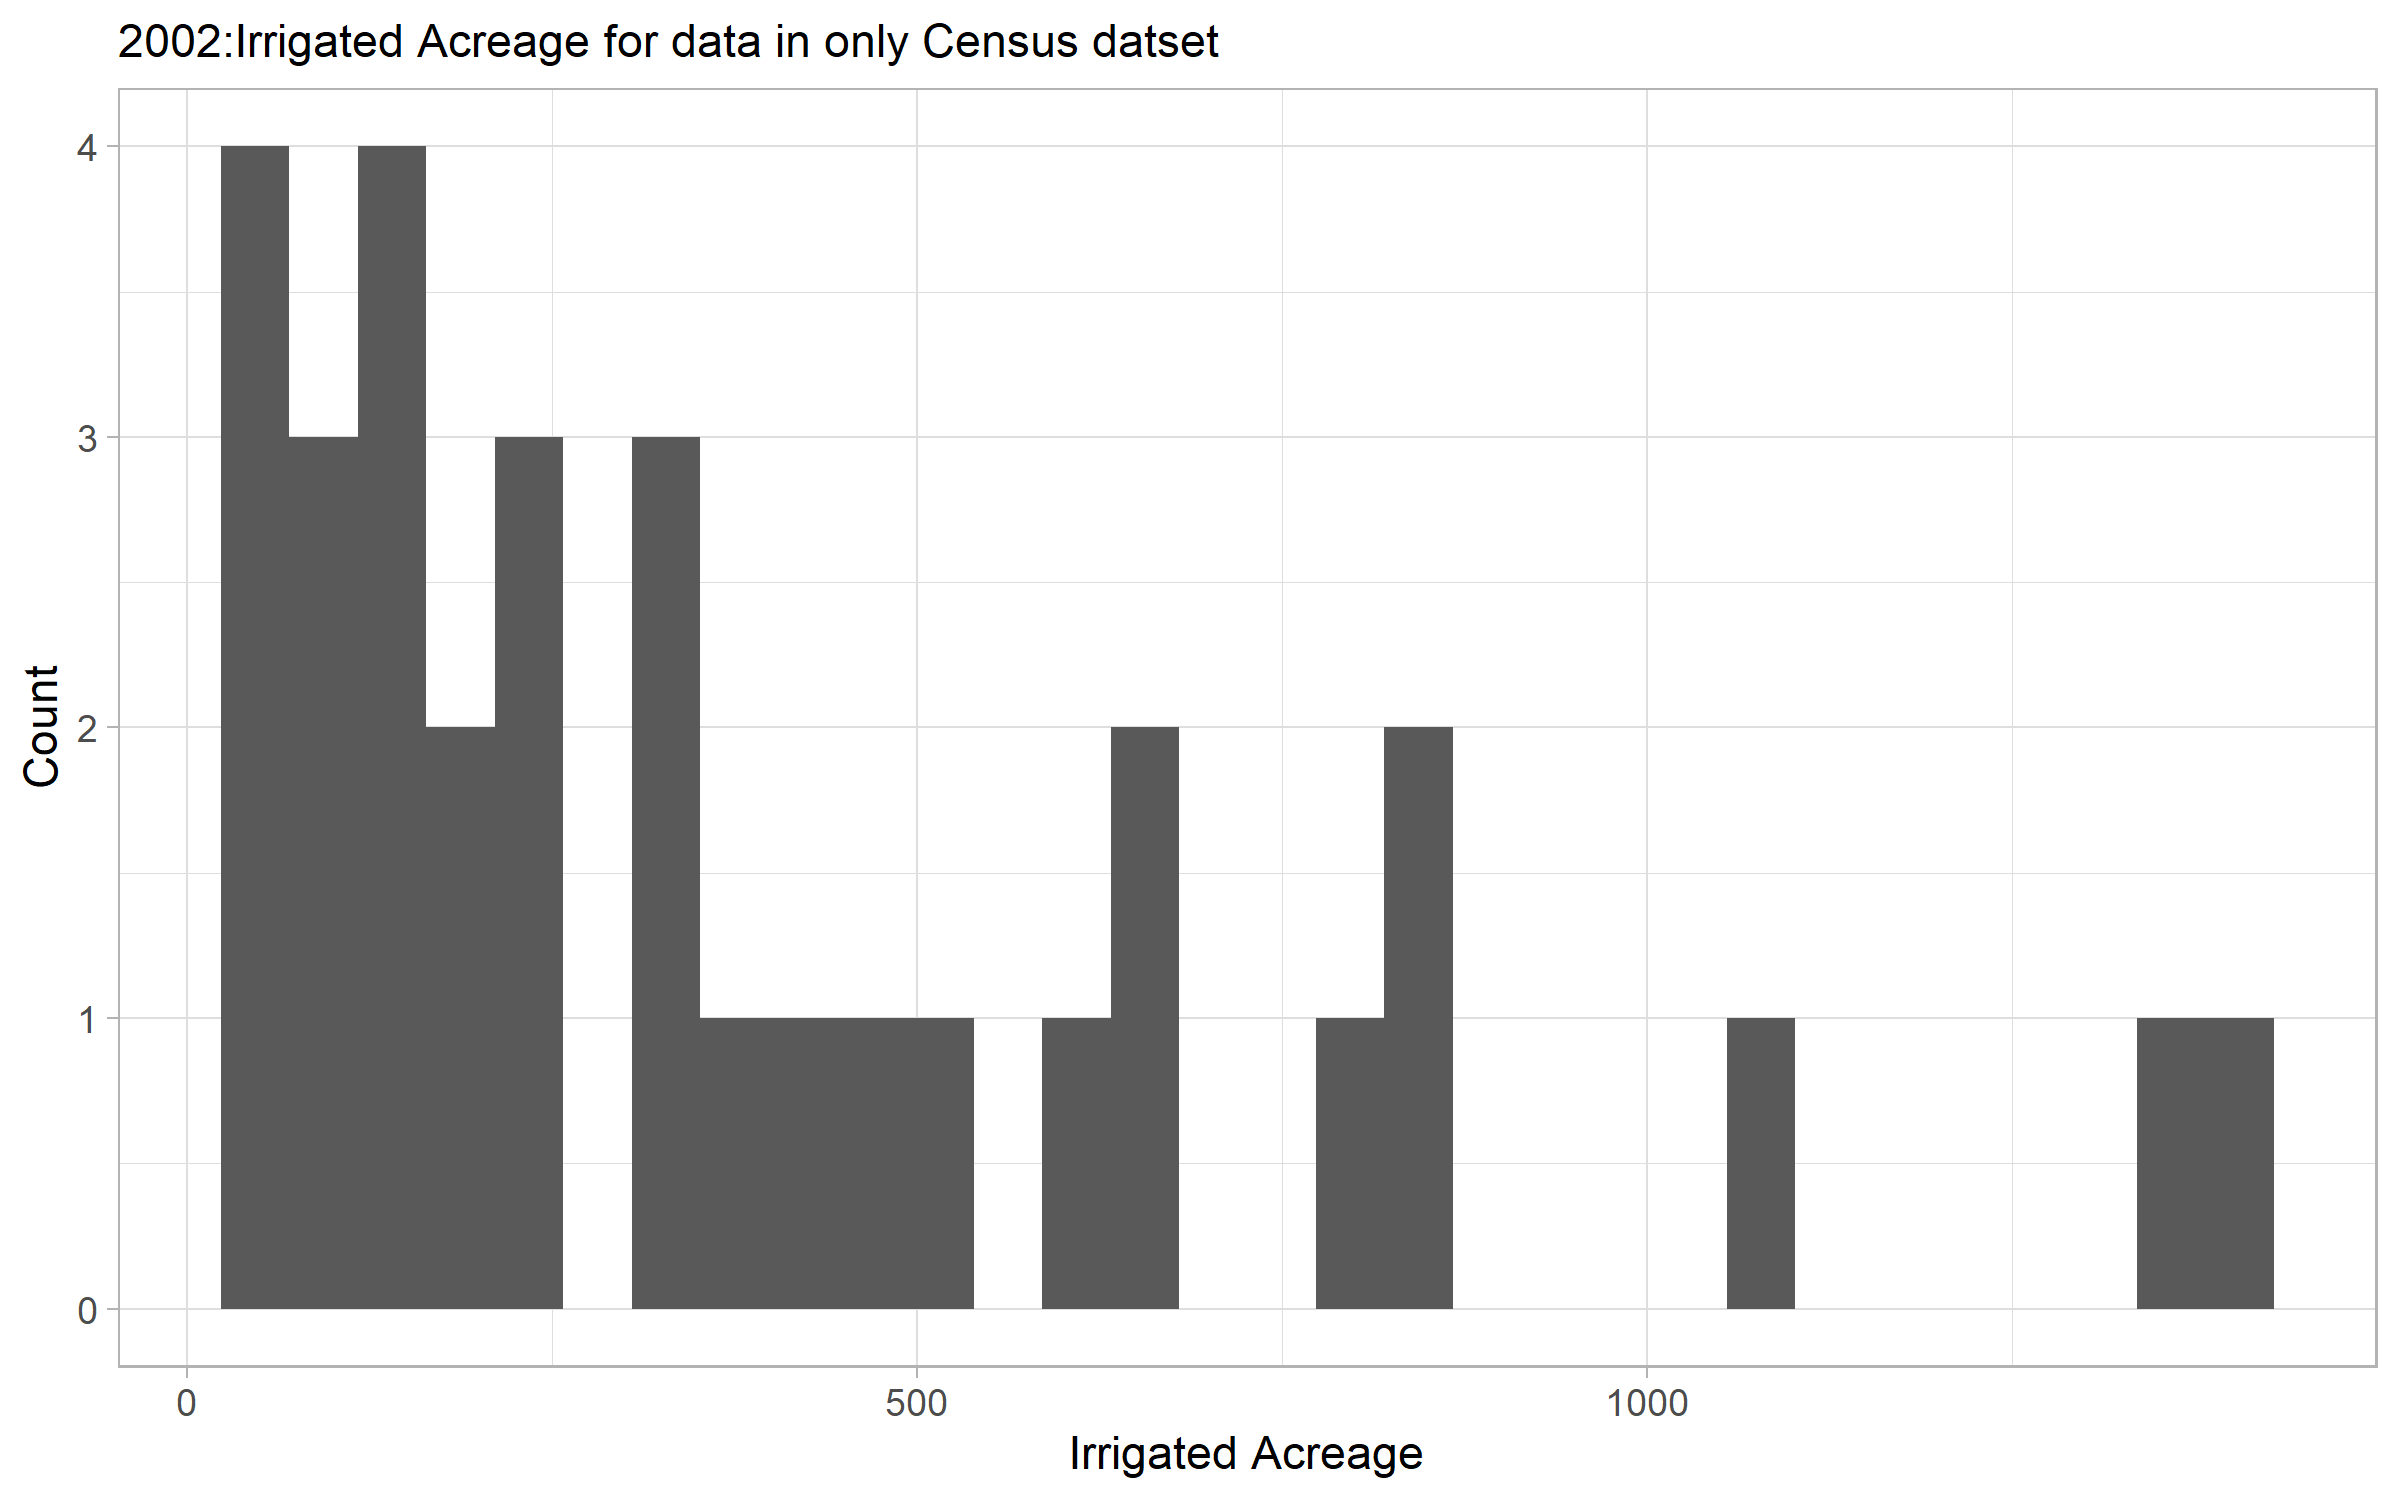 2002:Irrigated Acreage for data in only Census datset
4
3
2
1
0
Count
0 500 1000
Irrigated Acreage